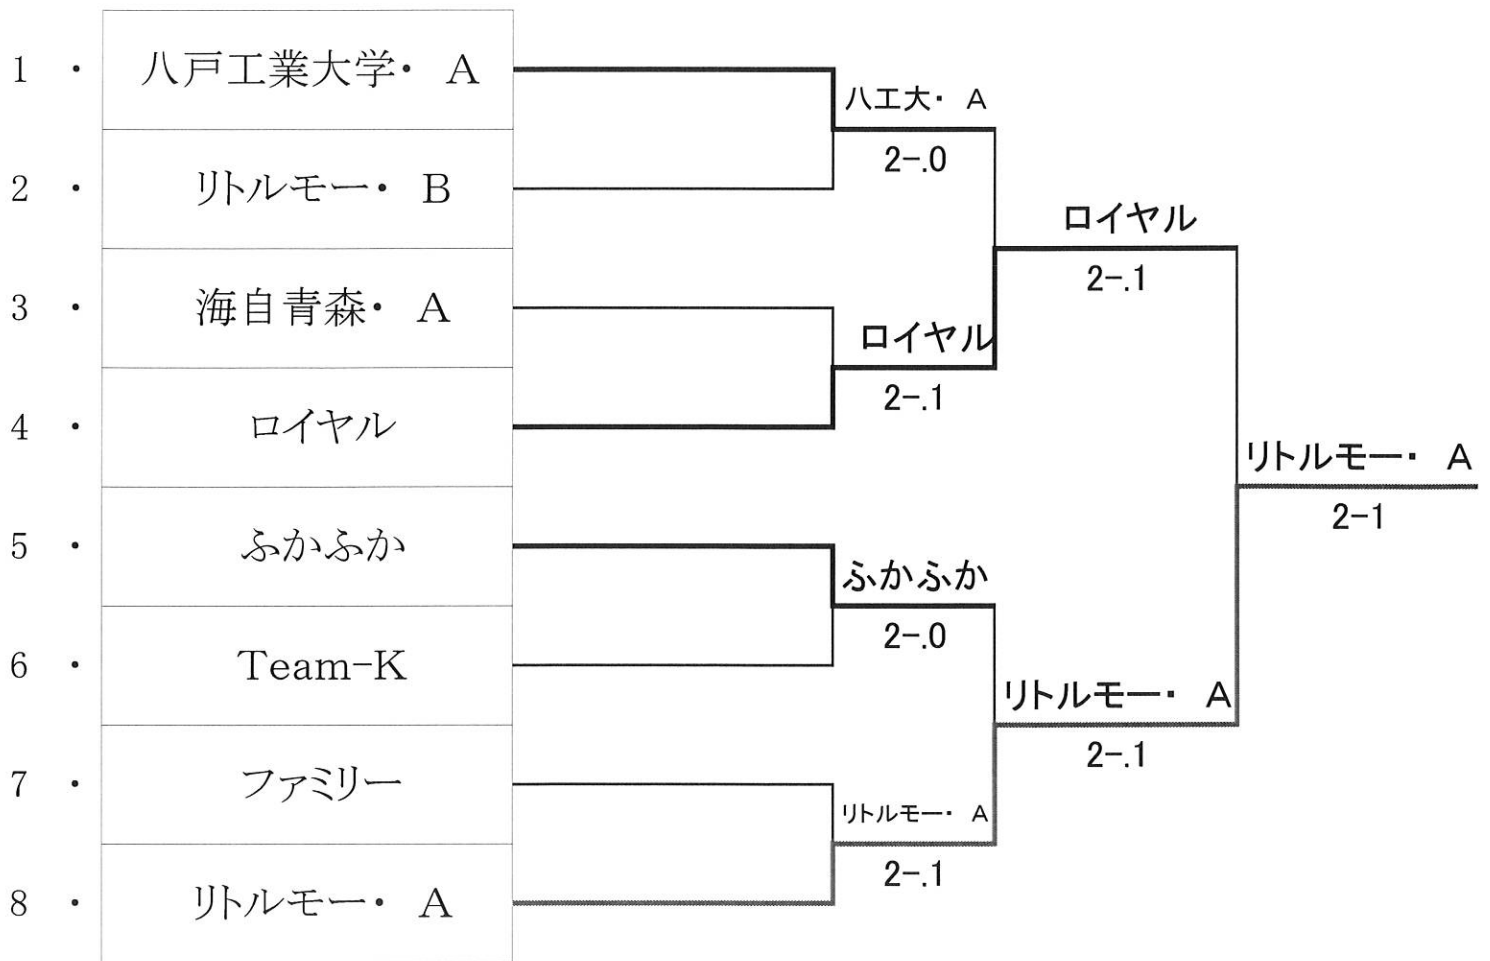 1 ・ 八戸工業大学・ A
八工大・ A
2-.0
2 ・ リトルモー・ B
ロイヤル
2-.1
3 ・ 海自青森・ A
ロイヤル
2-.1
4 ・ ロイヤル
リトルモー・ A
2-1
5 ・ ふかふか
ふかふか
2-.0
6 ・ Team-K
リトルモー・ A
2-.1
7 ・ ファミリー
リトルモー・ A
2-.1
8 ・ リトルモー・ A